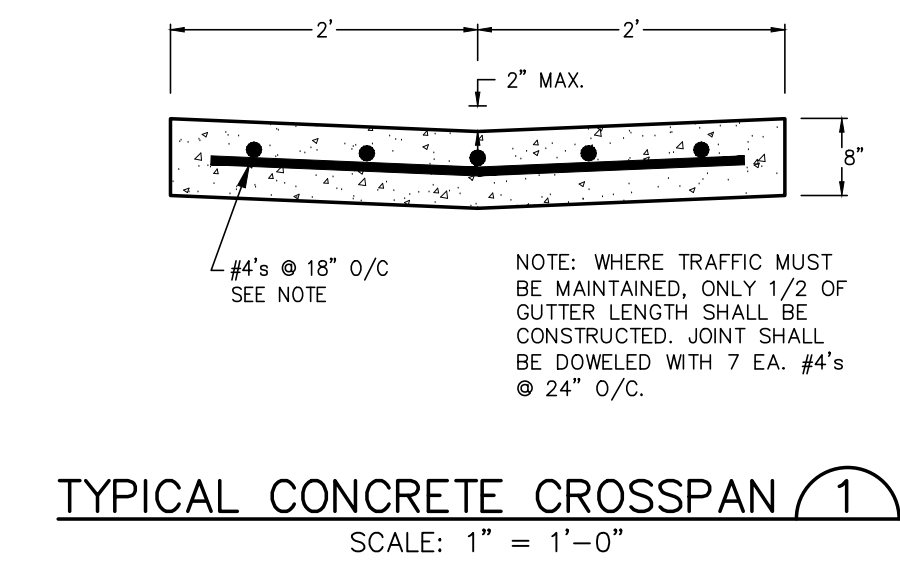 2' 2'
2" MAX.
8"
#4's @ 18" O/C
SEE NOTE
NOTE: WHERE TRAFFIC MUST
BE MAINTAINED, ONLY 1/2 OF
GUTTER LENGTH SHALL BE
CONSTRUCTED. JOINT SHALL
BE DOWELED WITH 7 EA. #4's
@ 24" O/C.
TYPICAL CONCRETE CROSSPAN 1
SCALE: 1" = 1'-0"